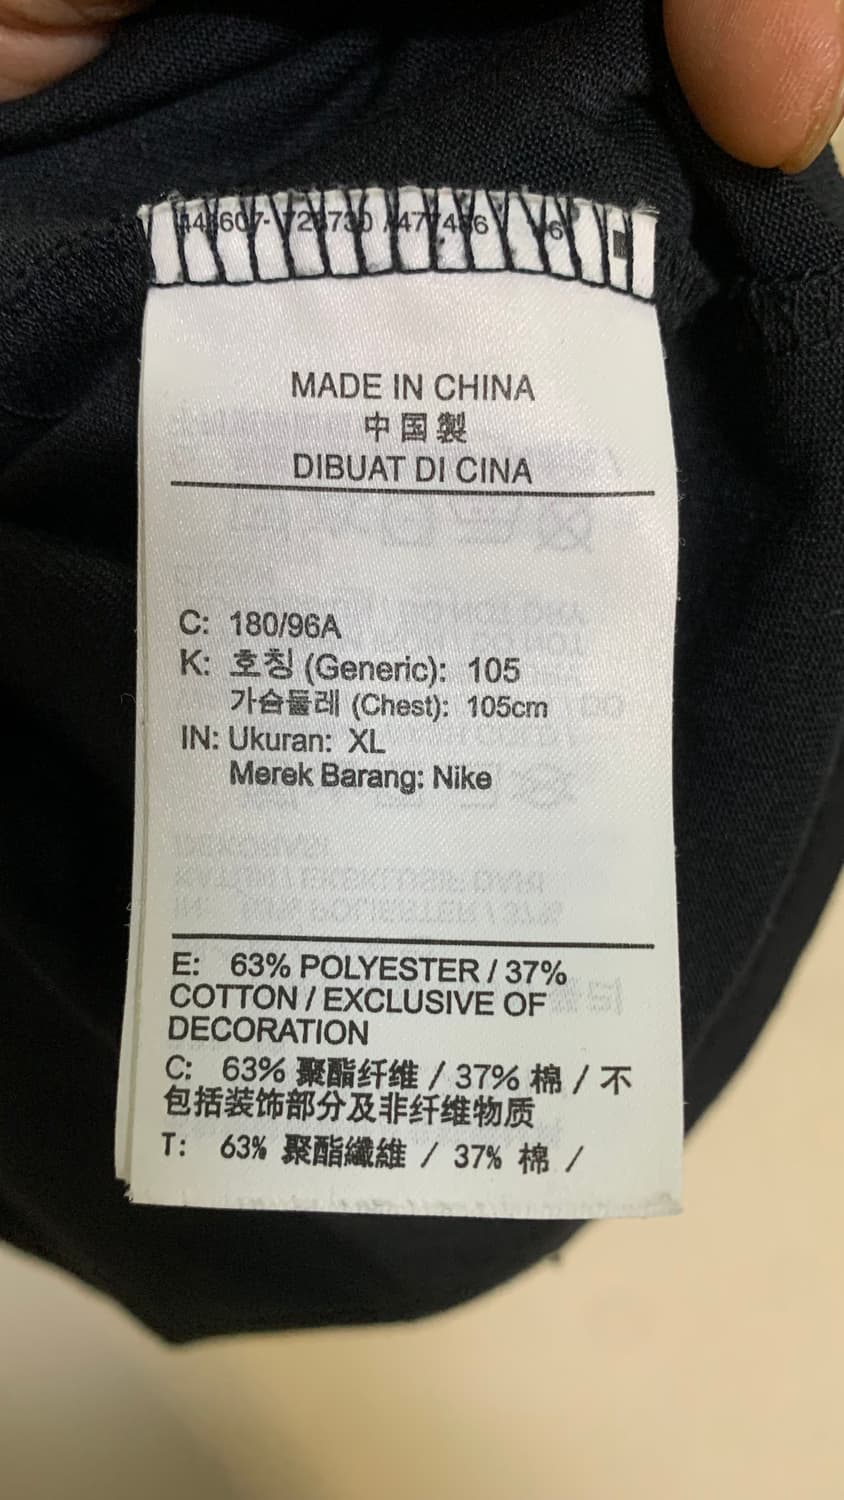 MADE IN CHINA
中国製
DIBUAT DI CINA
C: 180/96A
K: 호칭 (Generic): 105
가슴둘레 (Chest): 105cm
IN: Ukuran: XL
Merek Barang: Nike
E: 63% POLYESTER / 37%
COTTON / EXCLUSIVE OF
DECORATION
C: 63% 聚酯纤维 / 37% 棉 / 不
包括装饰部分及非纤维物质
T: 63% 聚酯纖維 / 37% 棉 /